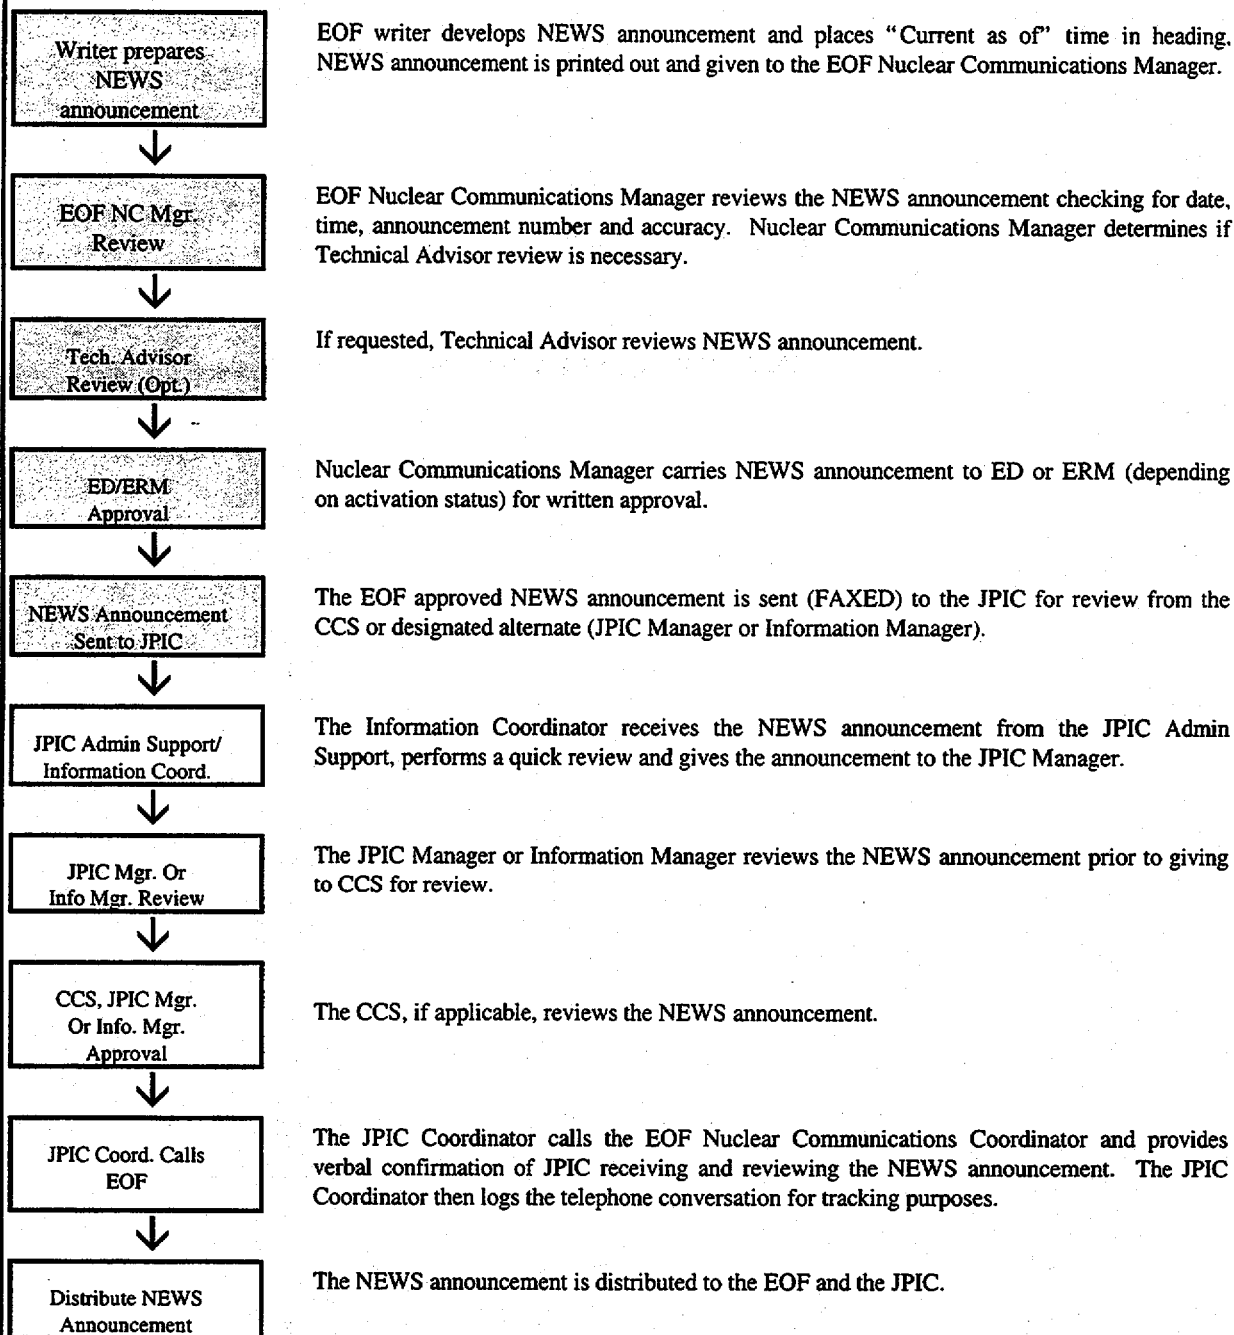 Writer prepares
NEWS
announcement
EOF writer develops NEWS announcement and places "Current as of" time in heading.
NEWS announcement is printed out and given to the EOF Nuclear Communications Manager.
EOF NC Mgr.
Review
EOF Nuclear Communications Manager reviews the NEWS announcement checking for date,
time, announcement number and accuracy. Nuclear Communications Manager determines if
Technical Advisor review is necessary.
Tech. Advisor
Review (Opt.)
If requested, Technical Advisor reviews NEWS announcement.
ED/ERM
Approval
Nuclear Communications Manager carries NEWS announcement to ED or ERM (depending
on activation status) for written approval.
NEWS Announcement
Sent to JPIC
The EOF approved NEWS announcement is sent (FAXED) to the JPIC for review from the
CCS or designated alternate (JPIC Manager or Information Manager).
JPIC Admin Support/
Information Coord.
The Information Coordinator receives the NEWS announcement from the JPIC Admin
Support, performs a quick review and gives the announcement to the JPIC Manager.
JPIC Mgr. Or
Info Mgr. Review
The JPIC Manager or Information Manager reviews the NEWS announcement prior to giving
to CCS for review.
CCS, JPIC Mgr.
Or Info. Mgr.
Approval
The CCS, if applicable, reviews the NEWS announcement.
JPIC Coord. Calls
EOF
The JPIC Coordinator calls the EOF Nuclear Communications Coordinator and provides
verbal confirmation of JPIC receiving and reviewing the NEWS announcement. The JPIC
Coordinator then logs the telephone conversation for tracking purposes.
Distribute NEWS
Announcement
The NEWS announcement is distributed to the EOF and the JPIC.